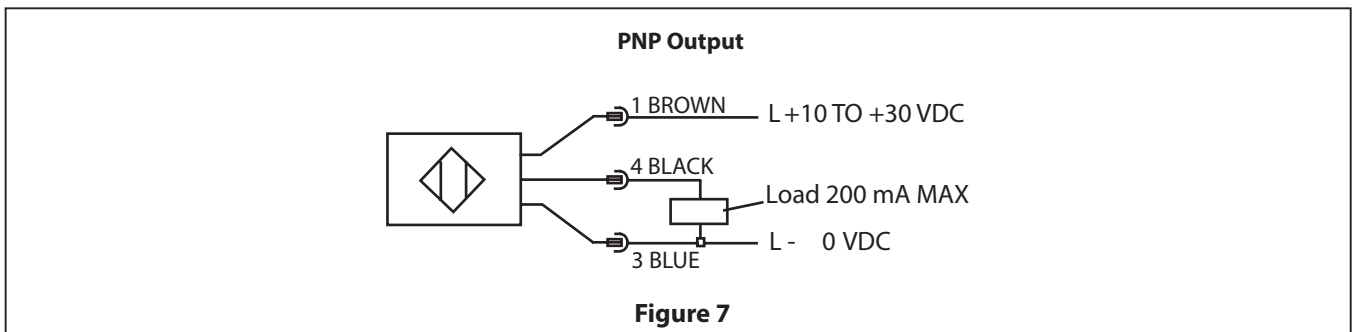 PNP Output
1 BROWN
L +10 TO +30 VDC
4 BLACK
Load 200 mA MAX
L - 0 VDC
3 BLUE
Figure 7